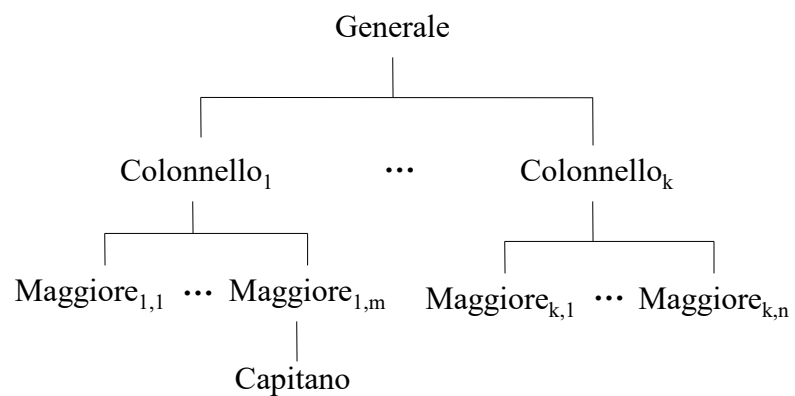 Generale
Colonnello₁ ... Colonnelloₖ
Maggiore₁,₁ ... Maggiore₁,ₘ Maggioreₖ,₁ ... Maggioreₖ,ₙ
Capitano